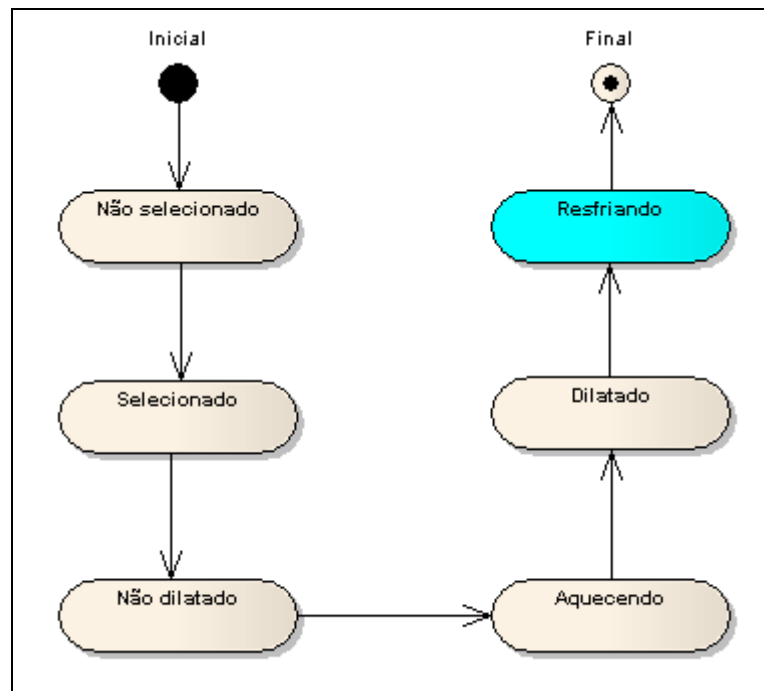 Inicial
Final
Não selecionado
Resfriando
Selecionado
Dilatado
Não dilatado
Aquecendo